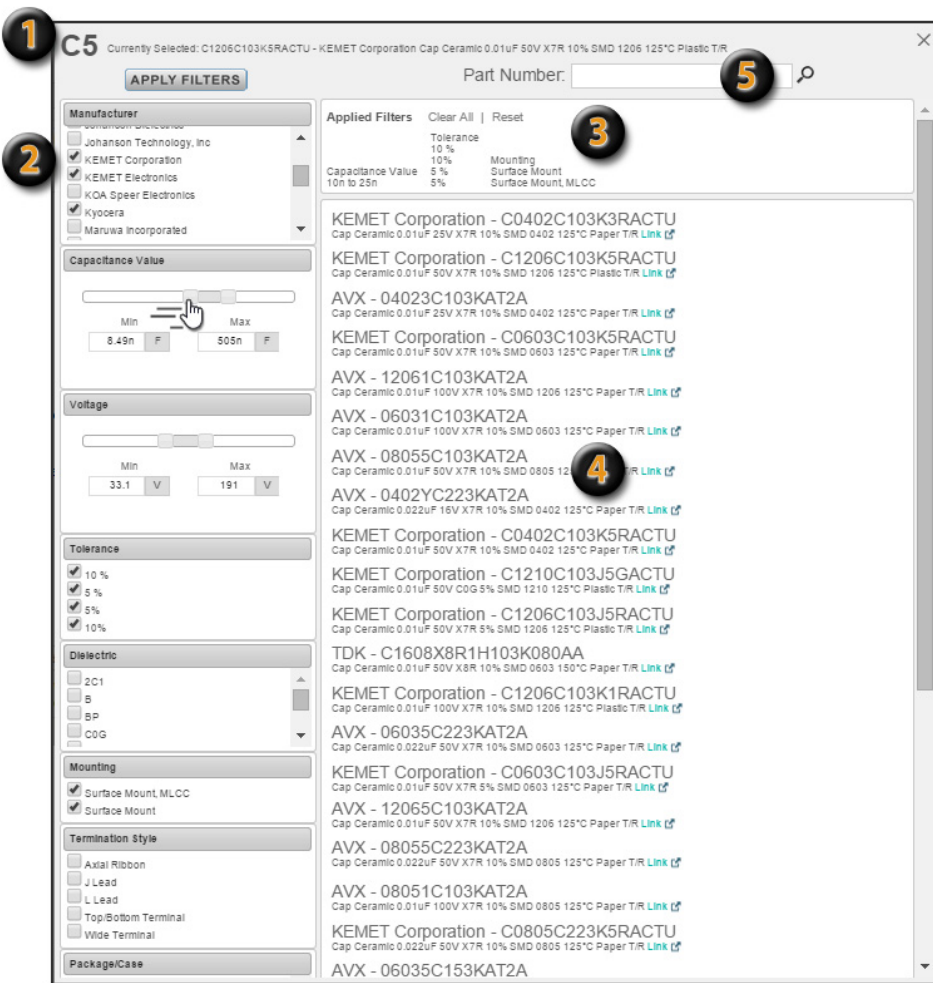 1
C5 Currently Selected: C1206C103K5RACTU - KEMET Corporation Cap Ceramic 0.01uF 50V X7R 10% SMD 1206 125°C Plastic T/R
APPLY FILTERS
Part Number:
5
2
Manufacturer
Johanson Dielectrics
Johanson Technology, Inc
KEMET Corporation
KEMET Electronics
KOA Speer Electronics
Kyocera
Maruwa Incorporated
Capacitance Value
Min Max
8.49n F 505n F
Voltage
Min Max
33.1 V 191 V
Tolerance
10 %
5 %
5%
10%
Dielectric
2C1
B
BP
C0G
Mounting
Surface Mount, MLCC
Surface Mount
Termination Style
Axial Ribbon
J Lead
L Lead
Top/Bottom Terminal
Wide Terminal
Package/Case
Applied Filters Clear All | Reset
3
Tolerance
10 %
10% Mounting
Capacitance Value 5 % Surface Mount
10n to 25n 5% Surface Mount, MLCC
KEMET Corporation - C0402C103K3RACTU
Cap Ceramic 0.01uF 25V X7R 10% SMD 0402 125°C Paper T/R Link
KEMET Corporation - C1206C103K5RACTU
Cap Ceramic 0.01uF 50V X7R 10% SMD 1206 125°C Plastic T/R Link
AVX - 04023C103KAT2A
Cap Ceramic 0.01uF 25V X7R 10% SMD 0402 125°C Paper T/R Link
KEMET Corporation - C0603C103K5RACTU
Cap Ceramic 0.01uF 50V X7R 10% SMD 0603 125°C Paper T/R Link
AVX - 12061C103KAT2A
Cap Ceramic 0.01uF 100V X7R 10% SMD 1206 125°C Paper T/R Link
AVX - 06031C103KAT2A
Cap Ceramic 0.01uF 100V X7R 10% SMD 0603 125°C Paper T/R Link
AVX - 08055C103KAT2A
Cap Ceramic 0.01uF 50V X7R 10% SMD 0805 T/R Link
4
AVX - 0402YC223KAT2A
Cap Ceramic 0.022uF 16V X7R 10% SMD 0402 125°C Paper T/R Link
KEMET Corporation - C0402C103K5RACTU
Cap Ceramic 0.01uF 50V X7R 10% SMD 0402 125°C Paper T/R Link
KEMET Corporation - C1210C103J5GACTU
Cap Ceramic 0.01uF 50V C0G 5% SMD 1210 125°C Plastic T/R Link
KEMET Corporation - C1206C103J5RACTU
Cap Ceramic 0.01uF 50V X7R 5% SMD 1206 125°C Plastic T/R Link
TDK - C1608X8R1H103K080AA
Cap Ceramic 0.01uF 50V X8R 10% SMD 0603 150°C Paper T/R Link
KEMET Corporation - C1206C103K1RACTU
Cap Ceramic 0.01uF 100V X7R 10% SMD 1206 125°C Plastic T/R Link
AVX - 06035C223KAT2A
Cap Ceramic 0.022uF 50V X7R 10% SMD 0603 125°C Paper T/R Link
KEMET Corporation - C0603C103J5RACTU
Cap Ceramic 0.01uF 50V X7R 5% SMD 0603 125°C Paper T/R Link
AVX - 12065C103KAT2A
Cap Ceramic 0.01uF 50V X7R 10% SMD 1206 125°C Paper T/R Link
AVX - 08055C223KAT2A
Cap Ceramic 0.022uF 50V X7R 10% SMD 0805 125°C Paper T/R Link
AVX - 08051C103KAT2A
Cap Ceramic 0.01uF 100V X7R 10% SMD 0805 125°C Paper T/R Link
KEMET Corporation - C0805C223K5RACTU
Cap Ceramic 0.022uF 50V X7R 10% SMD 0805 125°C Paper T/R Link
AVX - 06035C153KAT2A